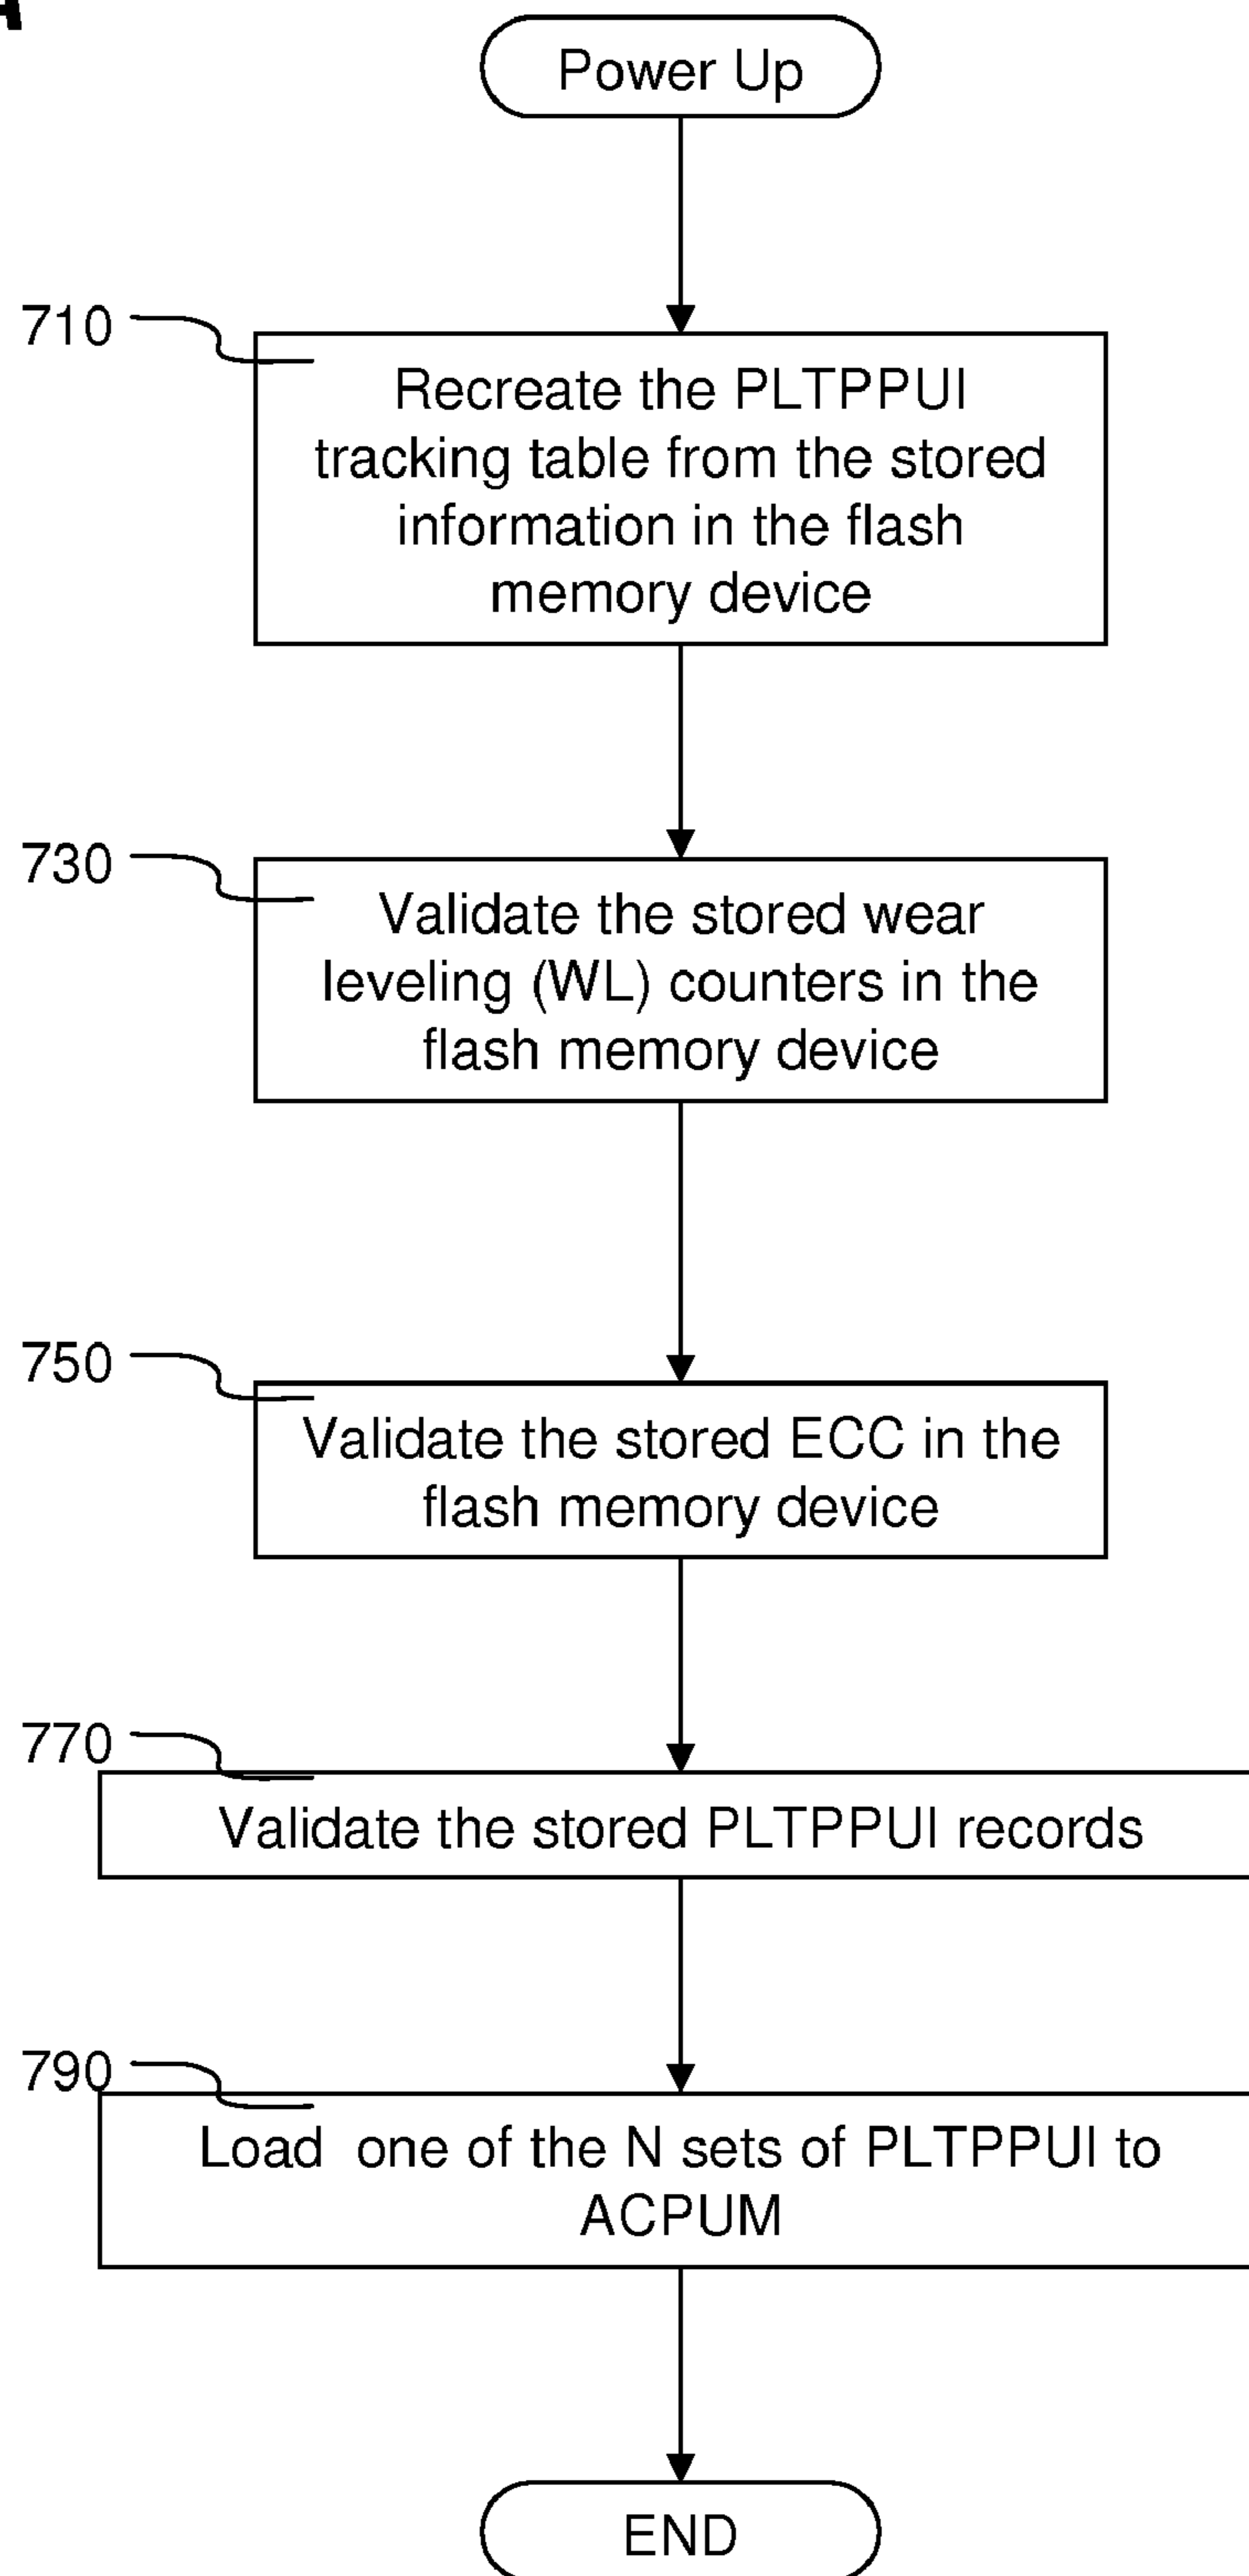 Power Up
710
Recreate the PLTPPUI
tracking table from the stored
information in the flash
memory device
730
Validate the stored wear
leveling (WL) counters in the
flash memory device
750
Validate the stored ECC in the
flash memory device
770
Validate the stored PLTPPUI records
790
Load one of the N sets of PLTPPUI to
ACPUM
END